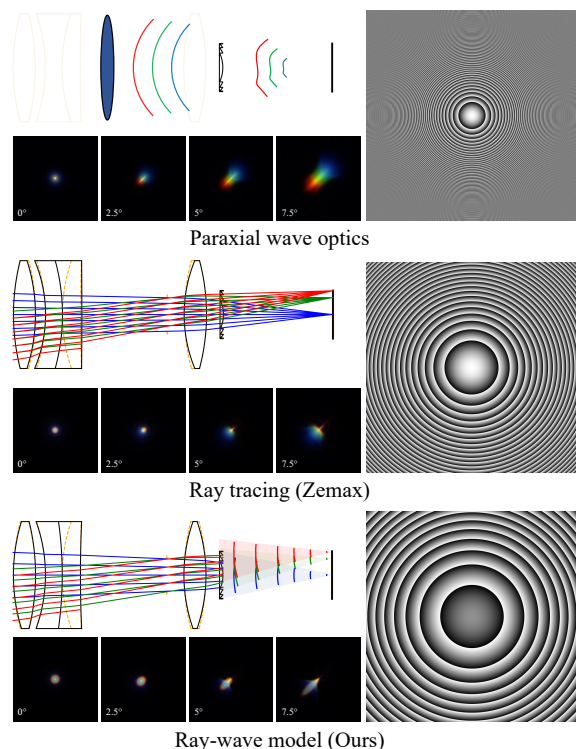 0° 2.5° 5° 7.5°
Paraxial wave optics
0° 2.5° 5° 7.5°
Ray tracing (Zemax)
0° 2.5° 5° 7.5°
Ray-wave model (Ours)